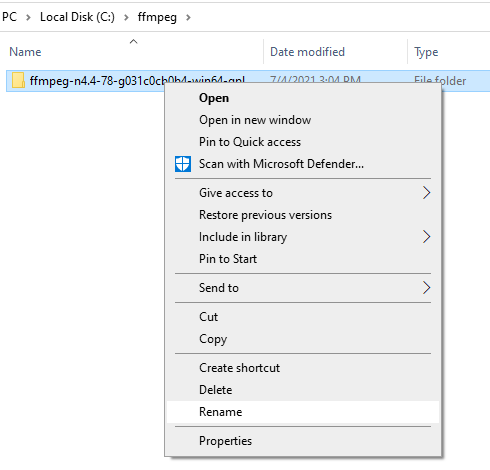 PC > Local Disk (C:) > ffmpeg >
Name Date modified Type
ffmpeg-n4.4-78-g031c0cb0b4-win64-gpl 7/4/2021 3:04 PM File folder
Open
Open in new window
Pin to Quick access
Scan with Microsoft Defender...
Give access to
Restore previous versions
Include in library
Pin to Start
Send to
Cut
Copy
Create shortcut
Delete
Rename
Properties